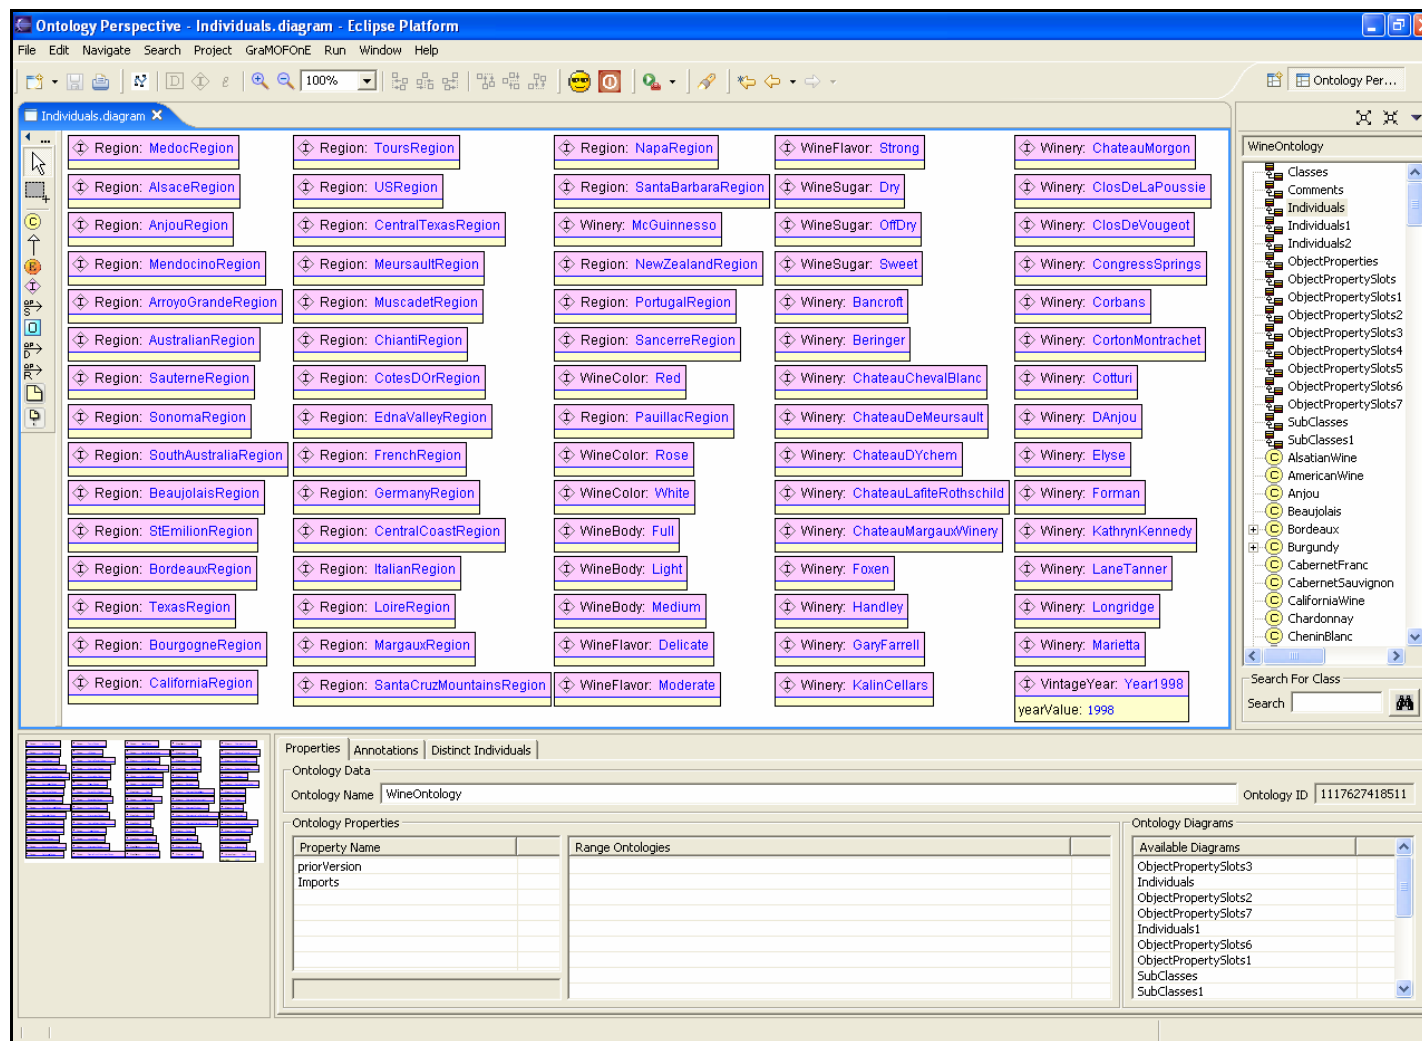 Ontology Perspective - Individuals.diagram - Eclipse Platform
File Edit Navigate Search Project GraMOFOnE Run Window Help
100%
Ontology Per...
Individuals.diagram
Region: MedocRegion
Region: ToursRegion
Region: NapaRegion
WineFlavor: Strong
Winery: ChateauMorgon
Region: AlsaceRegion
Region: USRegion
Region: SantaBarbaraRegion
WineSugar: Dry
Winery: ClosDeLaPoussie
Region: AnjouRegion
Region: CentralTexasRegion
Winery: McGuinnesso
WineSugar: OffDry
Winery: ClosDeVougeot
Region: MendocinoRegion
Region: MeursaultRegion
Region: NewZealandRegion
WineSugar: Sweet
Winery: CongressSprings
Region: ArroyoGrandeRegion
Region: MuscadetRegion
Region: PortugalRegion
Winery: Bancroft
Winery: Corbans
Region: AustralianRegion
Region: ChiantiRegion
Region: SancerreRegion
Winery: Beringer
Winery: CortonMontrachet
Region: SauterneRegion
Region: CotesDOrRegion
WineColor: Red
Winery: ChateauChevalBlanc
Winery: Cotturi
Region: SonomaRegion
Region: EdnaValleyRegion
Region: PauillacRegion
Winery: ChateauDeMeursault
Winery: DAnjou
Region: SouthAustraliaRegion
Region: FrenchRegion
WineColor: Rose
Winery: ChateauDYchem
Winery: Elyse
Region: BeaujolaisRegion
Region: GermanyRegion
WineColor: White
Winery: ChateauLafiteRothschild
Winery: Forman
Region: StEmilionRegion
Region: CentralCoastRegion
WineBody: Full
Winery: ChateauMargauxWinery
Winery: KathrynKennedy
Region: BordeauxRegion
Region: ItalianRegion
WineBody: Light
Winery: Foxen
Winery: LaneTanner
Region: TexasRegion
Region: LoireRegion
WineBody: Medium
Winery: Handley
Winery: Longridge
Region: BourgogneRegion
Region: MargauxRegion
WineFlavor: Delicate
Winery: GaryFarrell
Winery: Marietta
Region: CaliforniaRegion
Region: SantaCruzMountainsRegion
WineFlavor: Moderate
Winery: KalinCellars
VintageYear: Year1998
yearValue: 1998
WineOntology
Classes
Comments
Individuals
Individuals1
Individuals2
ObjectProperties
ObjectPropertySlots
ObjectPropertySlots1
ObjectPropertySlots2
ObjectPropertySlots3
ObjectPropertySlots4
ObjectPropertySlots5
ObjectPropertySlots6
ObjectPropertySlots7
SubClasses
SubClasses1
AlsatianWine
AmericanWine
Anjou
Beaujolais
Bordeaux
Burgundy
CabernetFranc
CabernetSauvignon
CaliforniaWine
Chardonnay
CheninBlanc
Search For Class
Search
Properties Annotations Distinct Individuals
Ontology Data
Ontology Name WineOntology Ontology ID 1117627418511
Ontology Properties
Property Name Range Ontologies
priorVersion
Imports
Ontology Diagrams
Available Diagrams
ObjectPropertySlots3
Individuals
ObjectPropertySlots2
ObjectPropertySlots7
Individuals1
ObjectPropertySlots6
ObjectPropertySlots1
SubClasses
SubClasses1